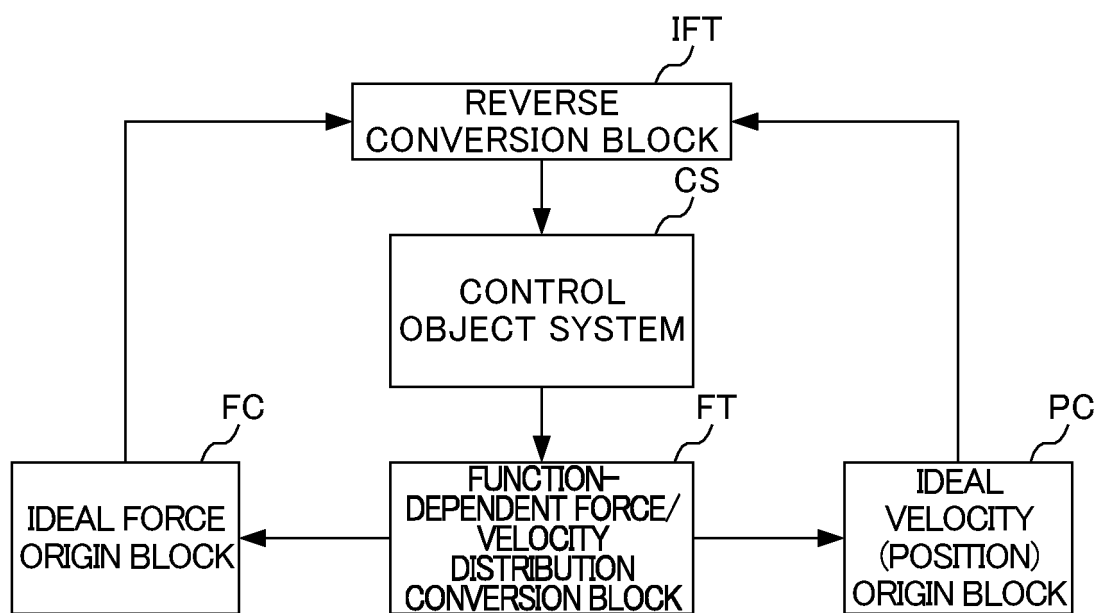 IFT
REVERSE
CONVERSION BLOCK
CS
CONTROL
OBJECT SYSTEM
FC
IDEAL FORCE
ORIGIN BLOCK
FT
FUNCTION-
DEPENDENT FORCE/
VELOCITY
DISTRIBUTION
CONVERSION BLOCK
PC
IDEAL
VELOCITY
(POSITION)
ORIGIN BLOCK